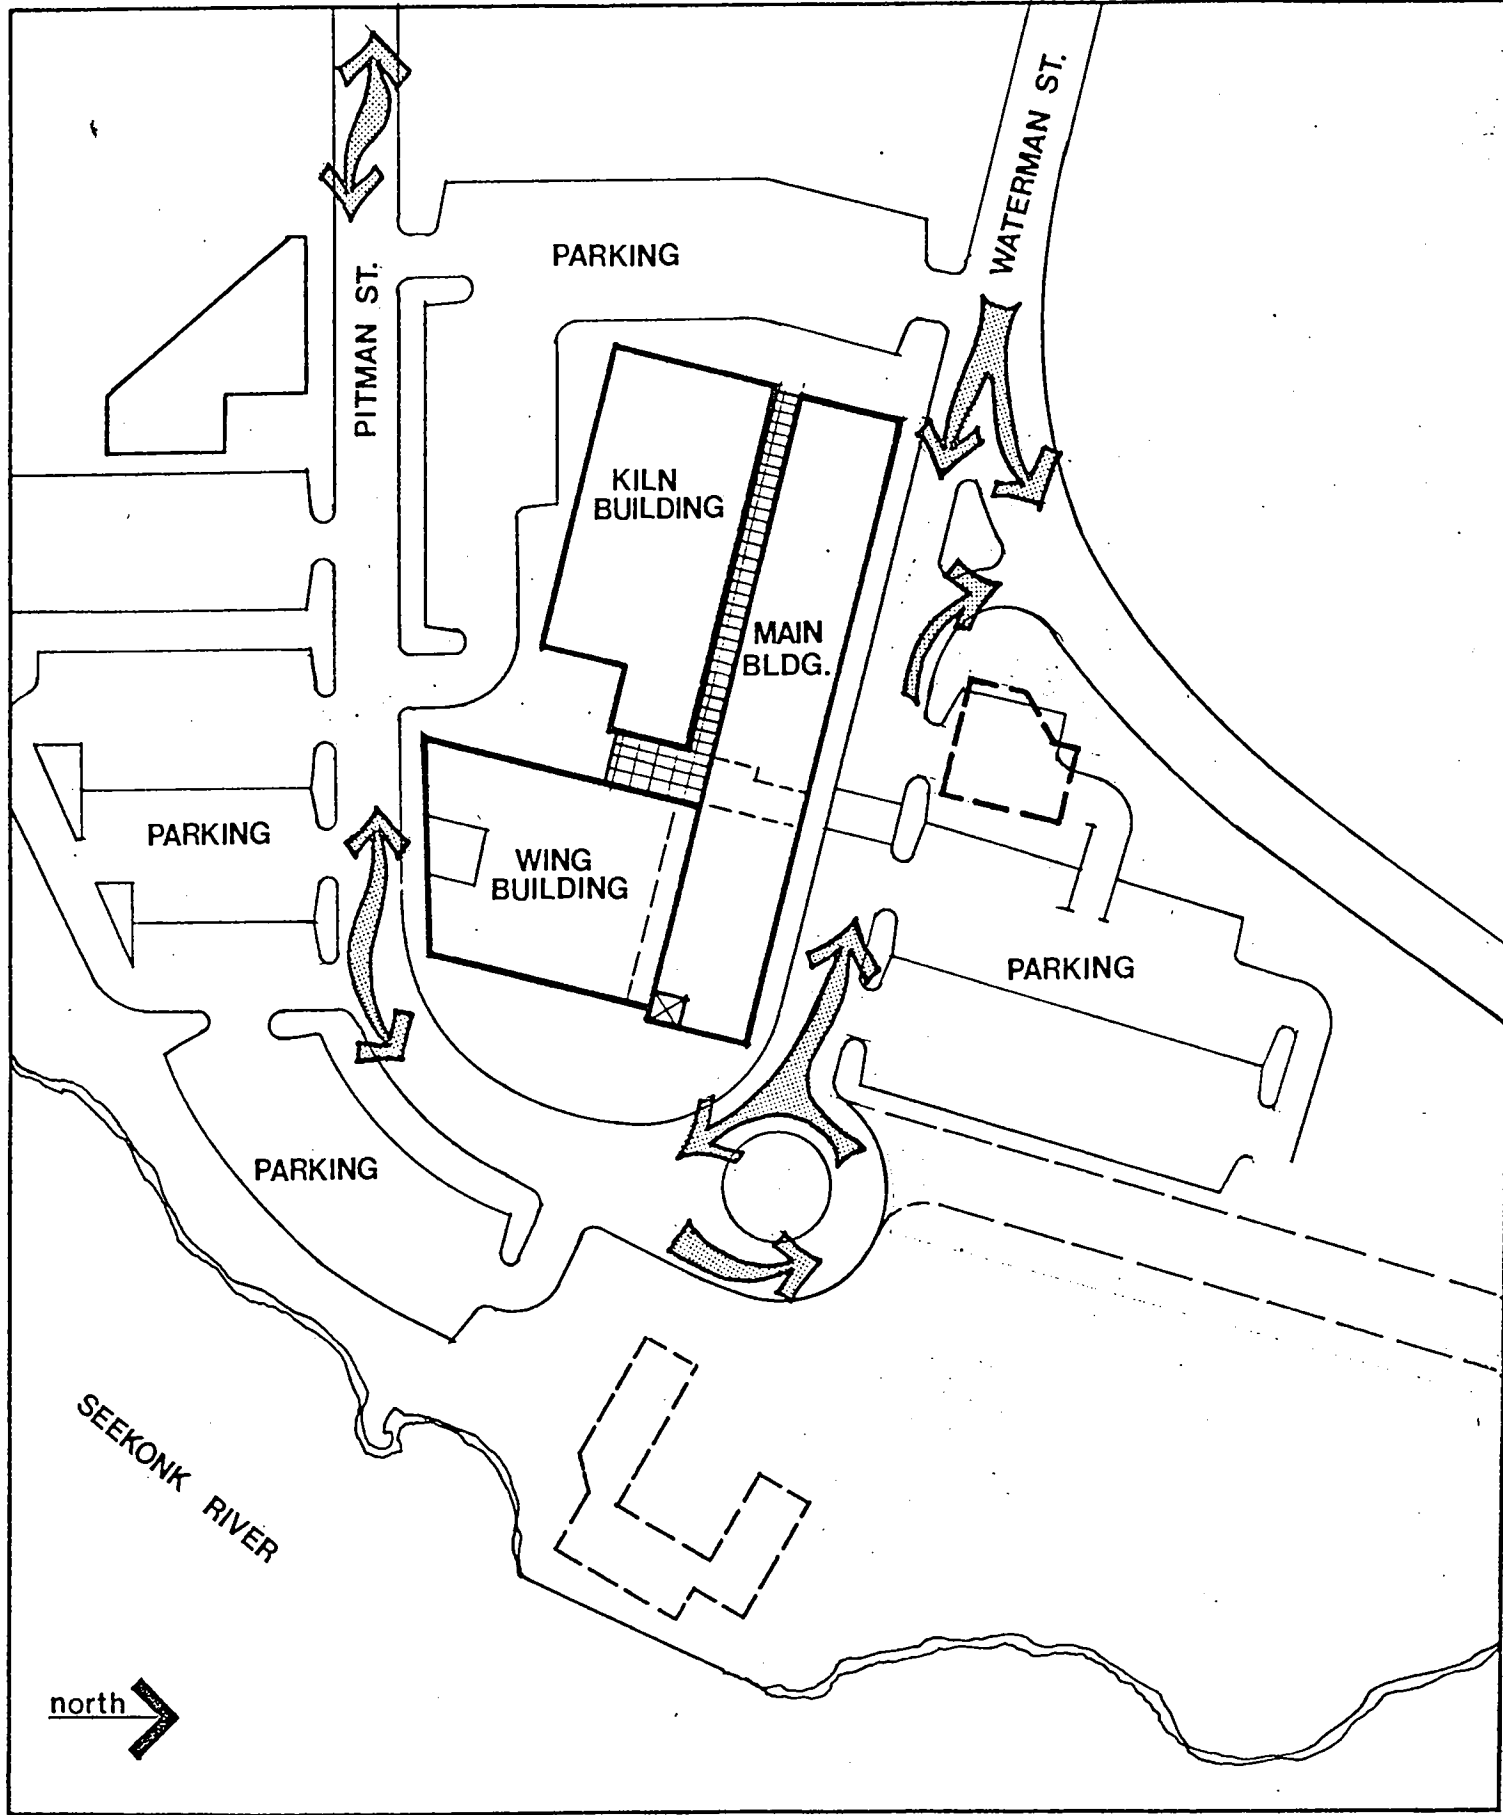 WATERMAN ST.
PARKING
PITMAN ST.
KILN
BUILDING
MAIN
BLDG.
PARKING
WING
BUILDING
PARKING
PARKING
SEEKONK RIVER
north